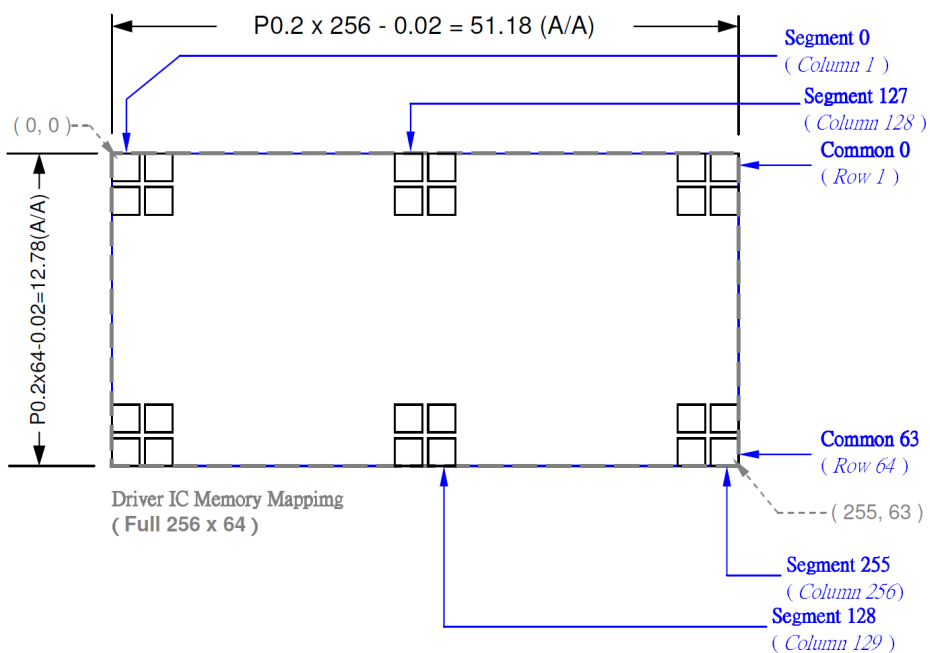 P0.2 x 256 - 0.02 = 51.18 (A/A)
Segment 0
( Column 1 )
Segment 127
( Column 128 )
( 0, 0 )
Common 0
( Row 1 )
P0.2x64-0.02=12.78(A/A)
Common 63
( Row 64 )
Driver IC Memory Mapping
( Full 256 x 64 )
( 255, 63 )
Segment 255
( Column 256)
Segment 128
( Column 129 )